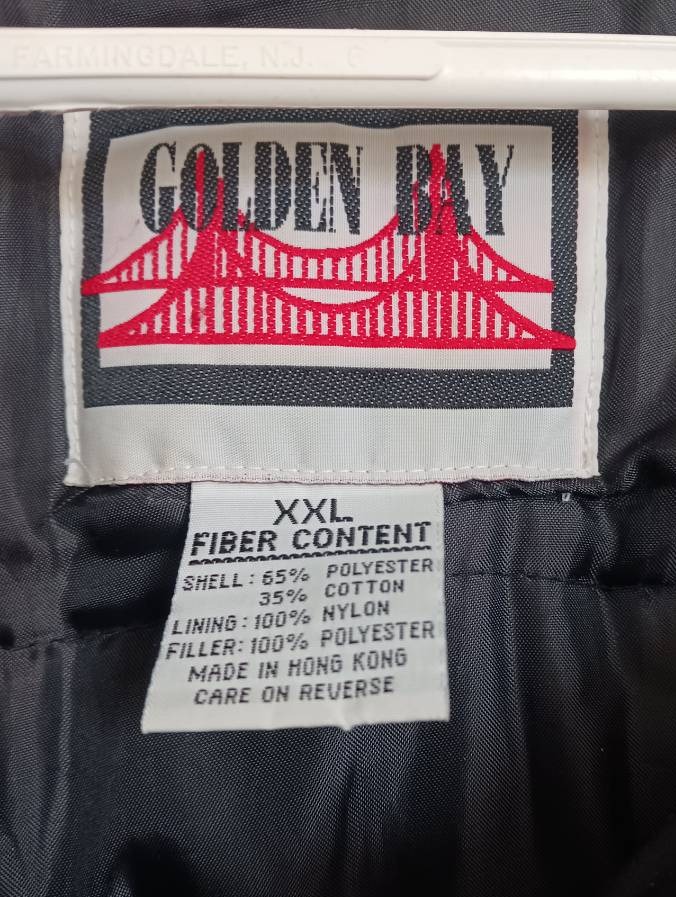 FARMINGDALE, N.J. 6
GOLDEN BAY
XXL
FIBER CONTENT
SHELL: 65% POLYESTER
35% COTTON
LINING: 100% NYLON
FILLER: 100% POLYESTER
MADE IN HONG KONG
CARE ON REVERSE